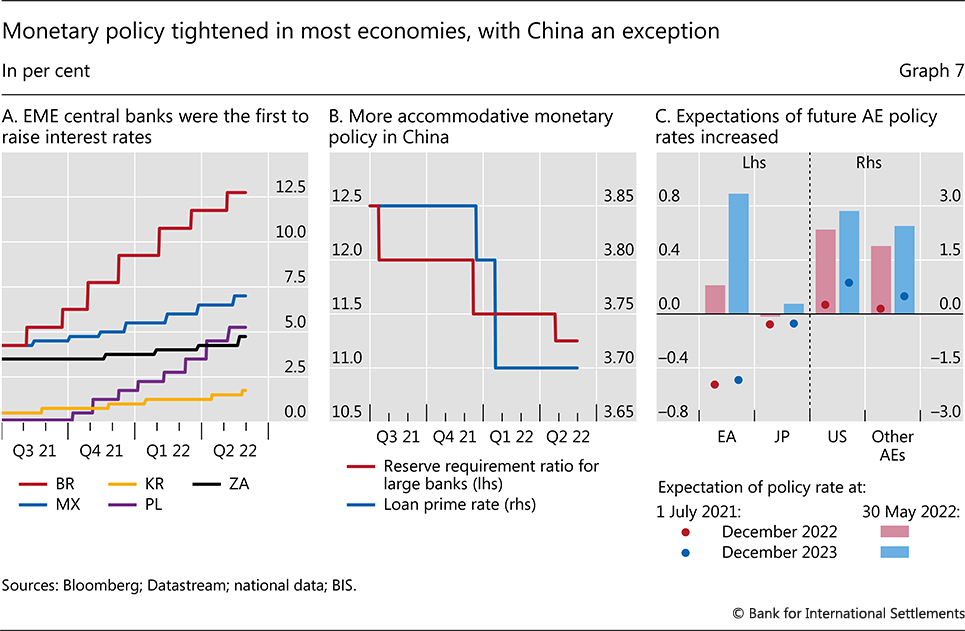 Monetary policy tightened in most economies, with China an exception
In per cent
Graph 7
A. EME central banks were the first to
raise interest rates
12.5
10.0
7.5
5.0
2.5
0.0
Q3 21 Q4 21 Q1 22 Q2 22
BR KR ZA
MX PL
B. More accommodative monetary
policy in China
12.5 3.85
12.0 3.80
11.5 3.75
11.0 3.70
10.5 3.65
Q3 21 Q4 21 Q1 22 Q2 22
Reserve requirement ratio for
large banks (lhs)
Loan prime rate (rhs)
C. Expectations of future AE policy
rates increased
Lhs Rhs
0.8 3.0
0.4 1.5
0.0 0.0
–0.4 –1.5
–0.8 –3.0
EA JP US Other
AEs
Expectation of policy rate at:
1 July 2021: 30 May 2022:
December 2022
December 2023
Sources: Bloomberg; Datastream; national data; BIS.
© Bank for International Settlements